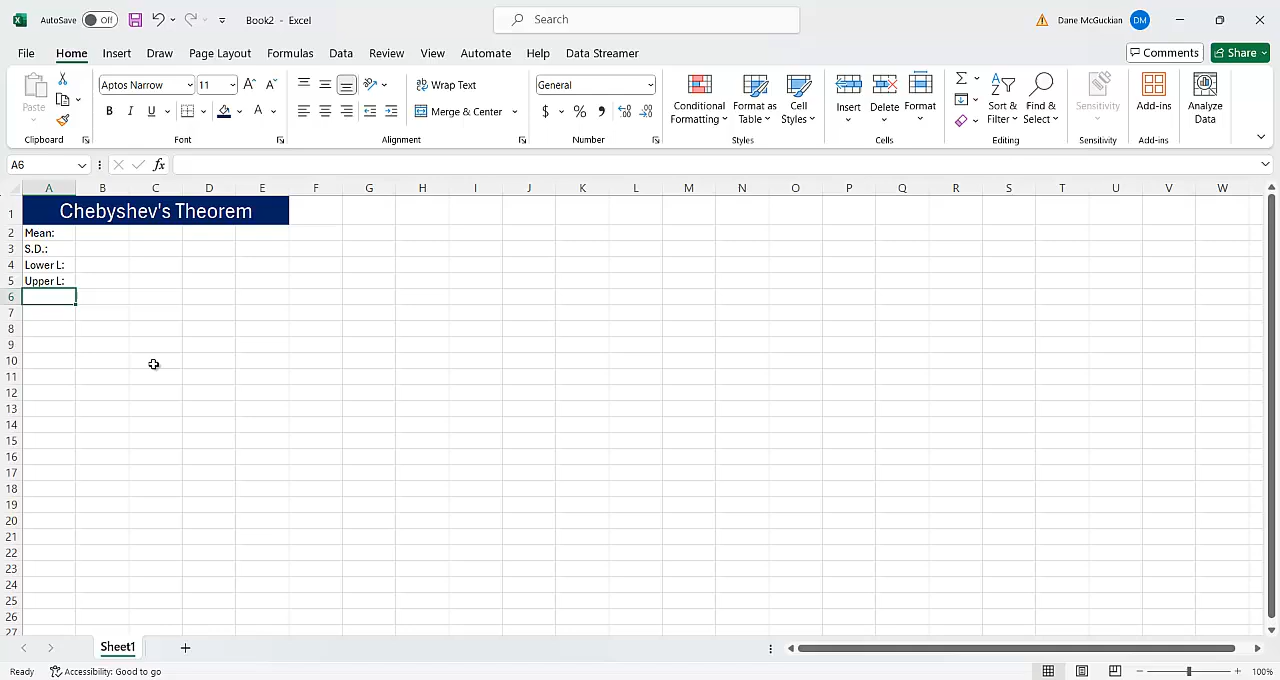 AutoSave Off Book2 - Excel Search Dane McGuckian DM
File Home Insert Draw Page Layout Formulas Data Review View Automate Help Data Streamer Comments Share
Paste Aptos Narrow 11 A A Wrap Text General Conditional Formatting Format as Table Cell Styles Insert Delete Format Sort & Filter Find & Select Sensitivity Add-ins Analyze Data
B I U A Merge & Center $ % 9
Clipboard Font Alignment Number Styles Cells Editing Sensitivity Add-ins
A6 fx
A B C D E F G H I J K L M N O P Q R S T U V W
1 Chebyshev's Theorem
2 Mean:
3 S.D.:
4 Lower L:
5 Upper L:
6
7
8
9
10
11
12
13
14
15
16
17
18
19
20
21
22
23
24
25
26
27
Sheet1
Ready Accessibility: Good to go 100%